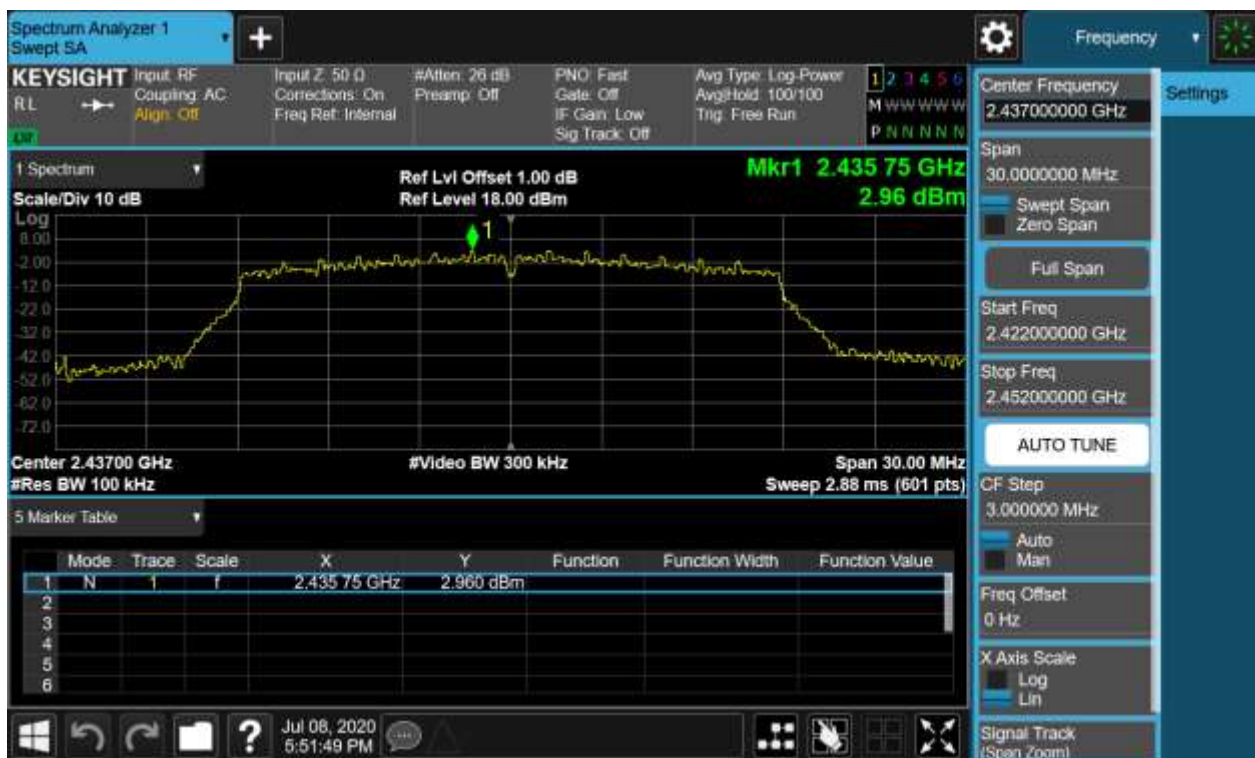 Spectrum Analyzer 1
Swept SA
+
Frequency
KEYSIGHT
RL
Input: RF
Coupling: AC
Align: Off
Input Z: 50 Ω
Corrections: On
Freq Ref: Internal
#Atten: 26 dB
Preamp: Off
PNO: Fast
Gate: Off
IF Gain: Low
Sig Track: Off
Avg Type: Log-Power
Avg|Hold: 100/100
Trig: Free Run
1 2 3 4 5 6
M W W W W W
P N N N N N
1 Spectrum
Scale/Div 10 dB
Ref Lvl Offset 1.00 dB
Ref Level 18.00 dBm
Mkr1 2.435 75 GHz
2.96 dBm
Log
8.00
-2.00
-12.0
-22.0
-32.0
-42.0
-52.0
-62.0
-72.0
1
Center 2.43700 GHz
#Res BW 100 kHz
#Video BW 300 kHz
Span 30.00 MHz
Sweep 2.88 ms (601 pts)
5 Marker Table
Mode Trace Scale X Y Function Function Width Function Value
1 N 1 f 2.435 75 GHz 2.960 dBm
2
3
4
5
6
Center Frequency
2.437000000 GHz
Settings
Span
30.0000000 MHz
Swept Span
Zero Span
Full Span
Start Freq
2.422000000 GHz
Stop Freq
2.452000000 GHz
AUTO TUNE
CF Step
3.000000 MHz
Auto
Man
Freq Offset
0 Hz
X Axis Scale
Log
Lin
Signal Track
(Span Zoom)
?
Jul 08, 2020
5:51:49 PM